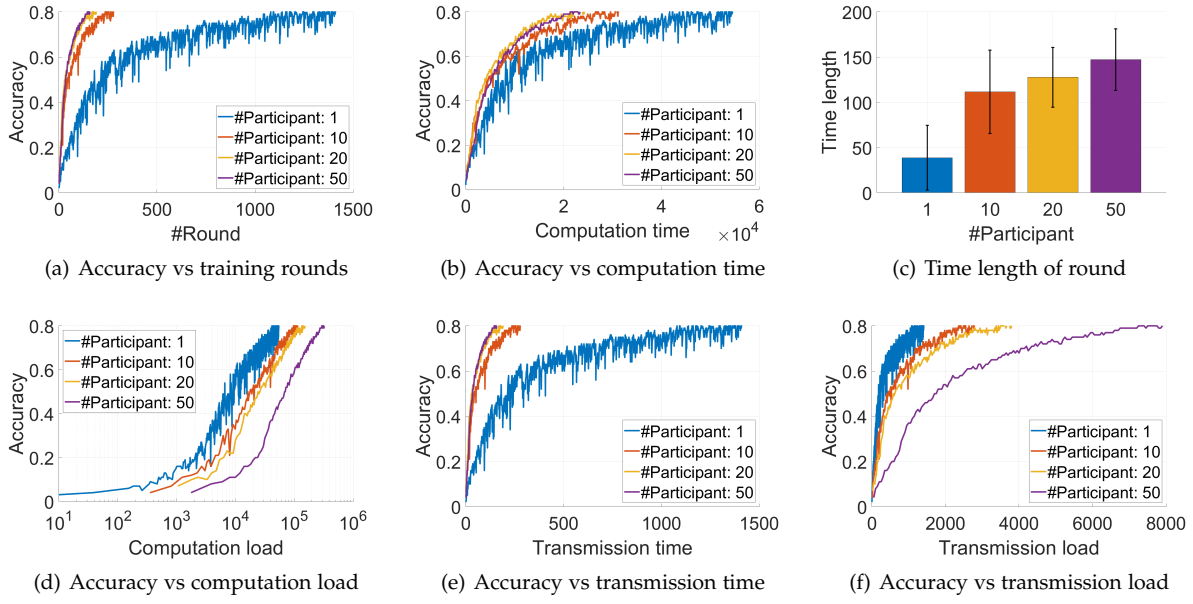 0.8
0.6
0.4
0.2
0
Accuracy
#Participant: 1
#Participant: 10
#Participant: 20
#Participant: 50
0 500 1000 1500
#Round
(a) Accuracy vs training rounds
0.8
0.6
0.4
0.2
0
Accuracy
#Participant: 1
#Participant: 10
#Participant: 20
#Participant: 50
0 2 4 6
Computation time ×10^4
(b) Accuracy vs computation time
200
150
100
50
0
Time length
1 10 20 50
#Participant
(c) Time length of round
0.8
0.6
0.4
0.2
0
Accuracy
#Participant: 1
#Participant: 10
#Participant: 20
#Participant: 50
10^1 10^2 10^3 10^4 10^5 10^6
Computation load
(d) Accuracy vs computation load
0.8
0.6
0.4
0.2
0
Accuracy
#Participant: 1
#Participant: 10
#Participant: 20
#Participant: 50
0 500 1000 1500
Transmission time
(e) Accuracy vs transmission time
0.8
0.6
0.4
0.2
0
Accuracy
#Participant: 1
#Participant: 10
#Participant: 20
#Participant: 50
0 2000 4000 6000 8000
Transmission load
(f) Accuracy vs transmission load